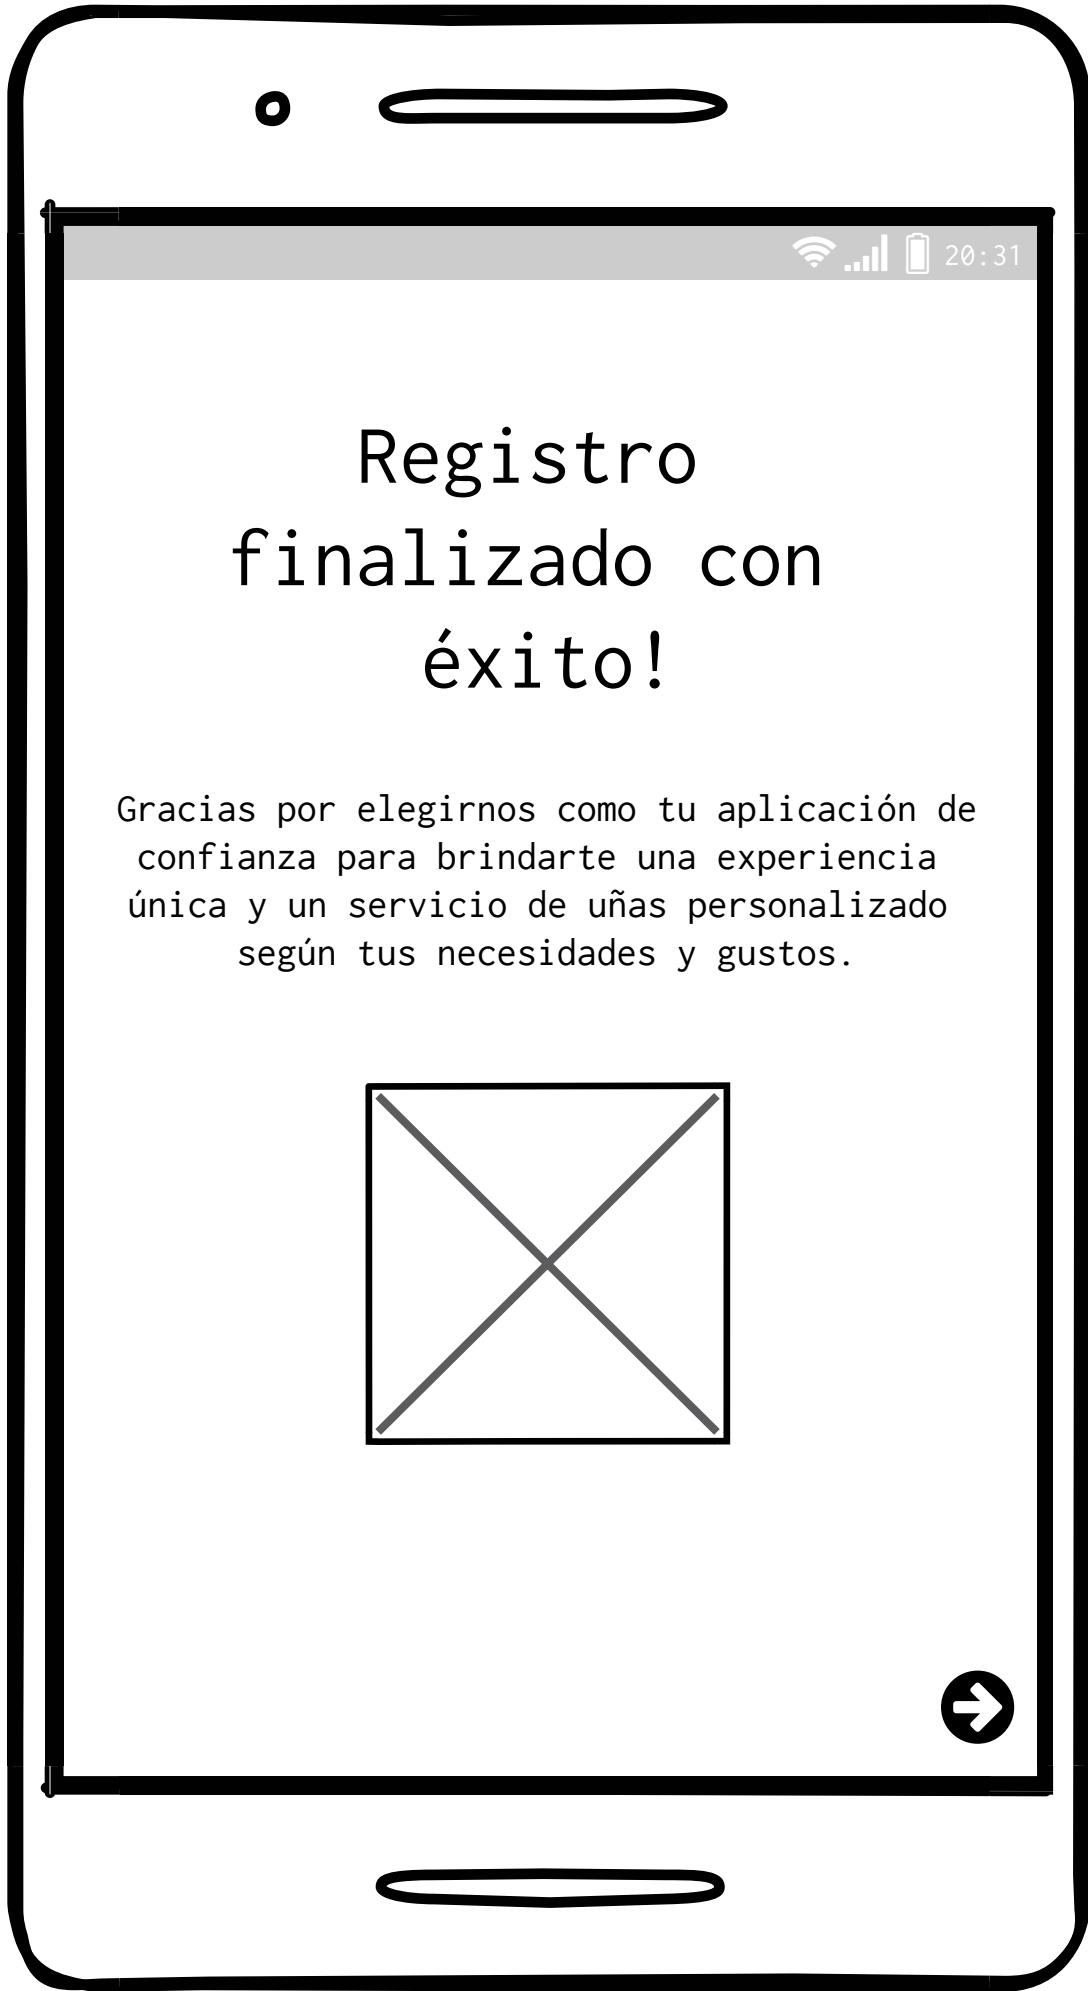 20:31
Registro
finalizado con
éxito!
Gracias por elegirnos como tu aplicación de
confianza para brindarte una experiencia
única y un servicio de uñas personalizado
según tus necesidades y gustos.